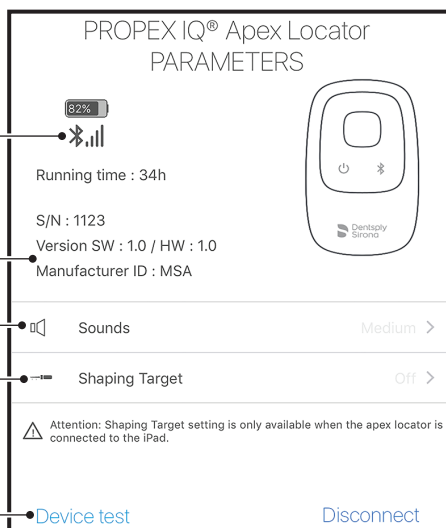 PROPEX IQ® Apex Locator
PARAMETERS
82%
Running time : 34h
S/N : 1123
Version SW : 1.0 / HW : 1.0
Manufacturer ID : MSA
Dentsply
Sirona
Sounds Medium >
Shaping Target Off >
Attention: Shaping Target setting is only available when the apex locator is
connected to the iPad.
Device test Disconnect